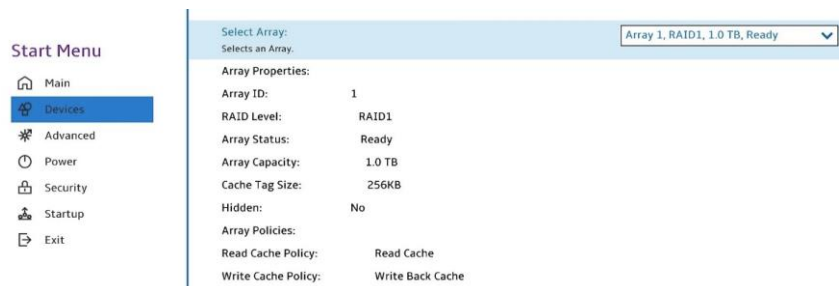 Start Menu
Main
Devices
Advanced
Power
Security
Startup
Exit
Select Array:
Selects an Array.
Array 1, RAID1, 1.0 TB, Ready
Array Properties:
Array ID: 1
RAID Level: RAID1
Array Status: Ready
Array Capacity: 1.0 TB
Cache Tag Size: 256KB
Hidden: No
Array Policies:
Read Cache Policy: Read Cache
Write Cache Policy: Write Back Cache